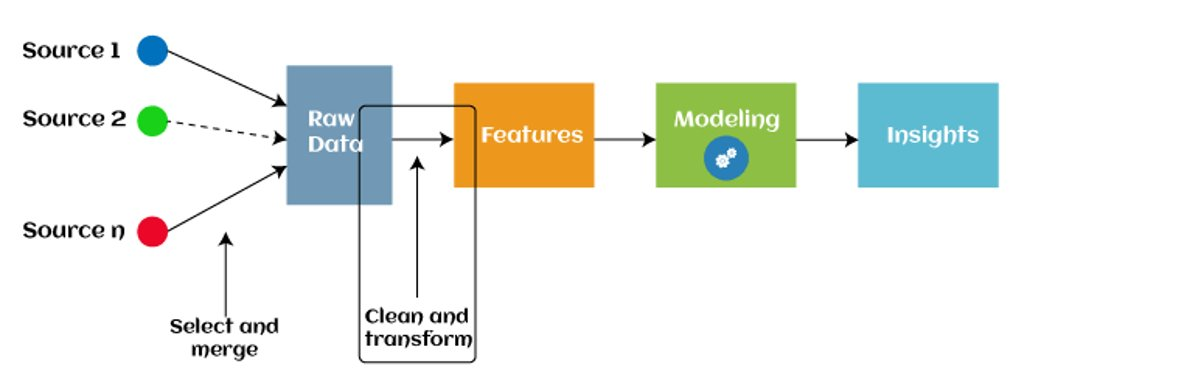 Source 1
Source 2
Source n
Select and
merge
Raw
Data
Clean and
transform
Features
Modeling
Insights